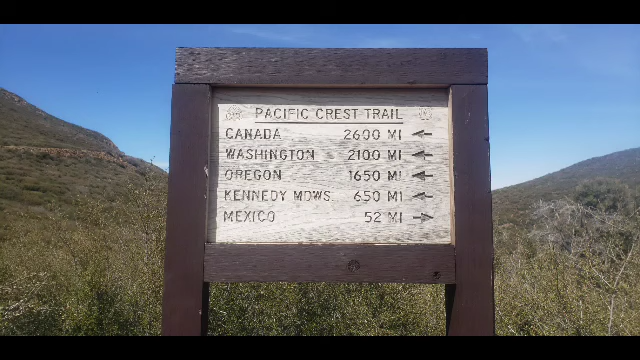 PACIFIC CREST TRAIL
CANADA 2600 MI ←
WASHINGTON 2100 MI ←
OREGON 1650 MI ←
KENNEDY MDWS. 650 MI ←
MEXICO 52 MI →